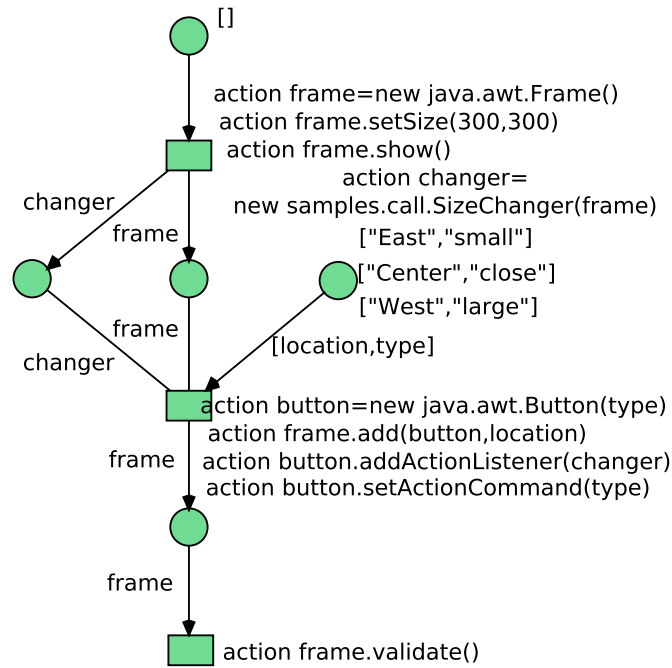 []
action frame=new java.awt.Frame()
action frame.setSize(300,300)
action frame.show()
action changer=
new samples.call.SizeChanger(frame)
changer
frame
["East","small"]
["Center","close"]
["West","large"]
frame
changer
[location,type]
action button=new java.awt.Button(type)
action frame.add(button,location)
action button.addActionListener(changer)
action button.setActionCommand(type)
frame
frame
action frame.validate()